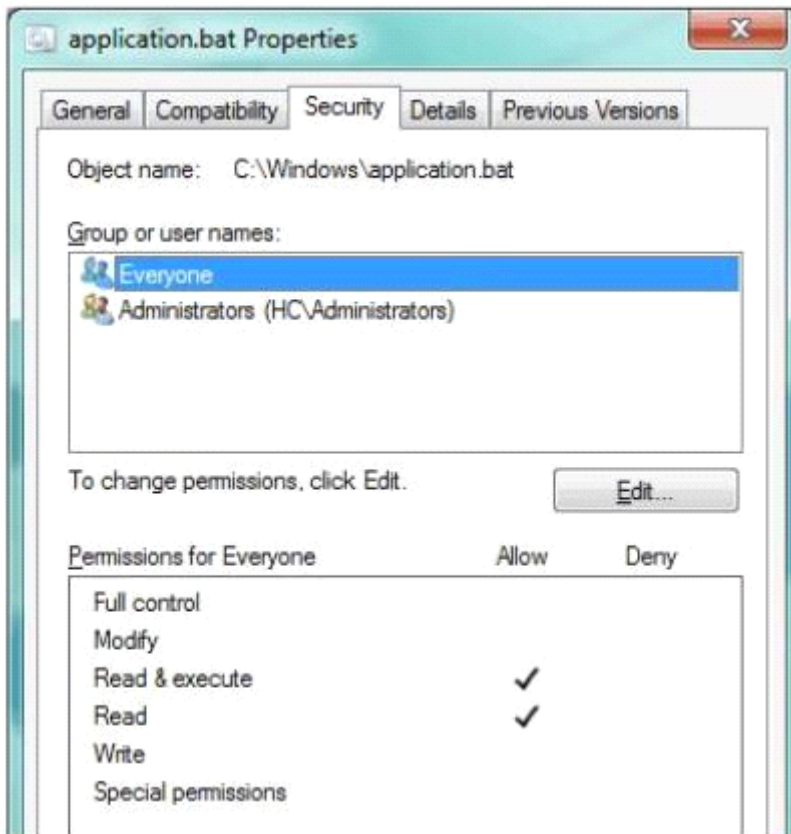 application.bat Properties
X
General Compatibility Security Details Previous Versions
Object name: C:\Windows\application.bat
Group or user names:
Everyone
Administrators (HC\Administrators)
To change permissions, click Edit.
Edit...
Permissions for Everyone Allow Deny
Full control
Modify
Read & execute
Read
Write
Special permissions